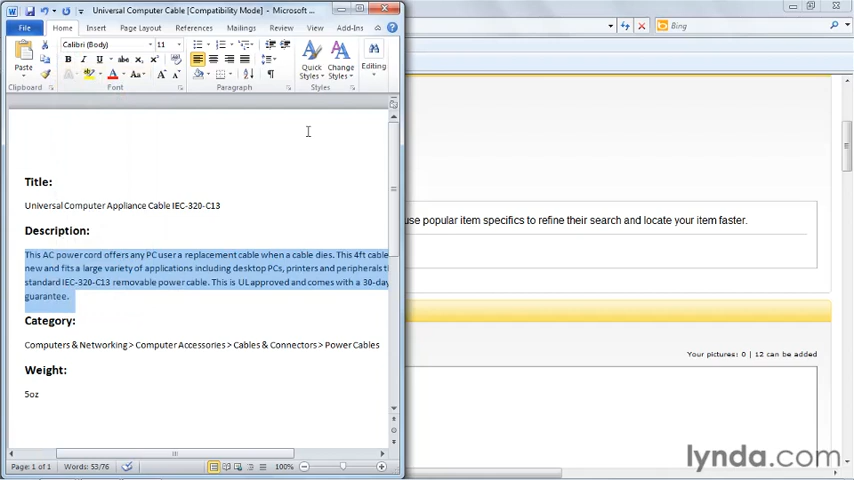 Universal Computer Cable [Compatibility Mode] - Microsoft ...
File Home Insert Page Layout References Mailings Review View Add-Ins
Calibri (Body) 11
Paste
Quick Styles
Change Styles
Editing
Clipboard Font Paragraph Styles
Bing
Title:
Universal Computer Appliance Cable IEC-320-C13
Description:
This AC power cord offers any PC user a replacement cable when a cable dies. This 4ft cable
new and fits a large variety of applications including desktop PCs, printers and peripherals
standard IEC-320-C13 removable power cable. This is UL approved and comes with a 30-day
guarantee.
Category:
Computers & Networking > Computer Accessories > Cables & Connectors > Power Cables
Weight:
5oz
Page: 1 of 1 Words: 53/76 100%
use popular item specifics to refine their search and locate your item faster.
Your pictures: 0 | 12 can be added
lynda.com